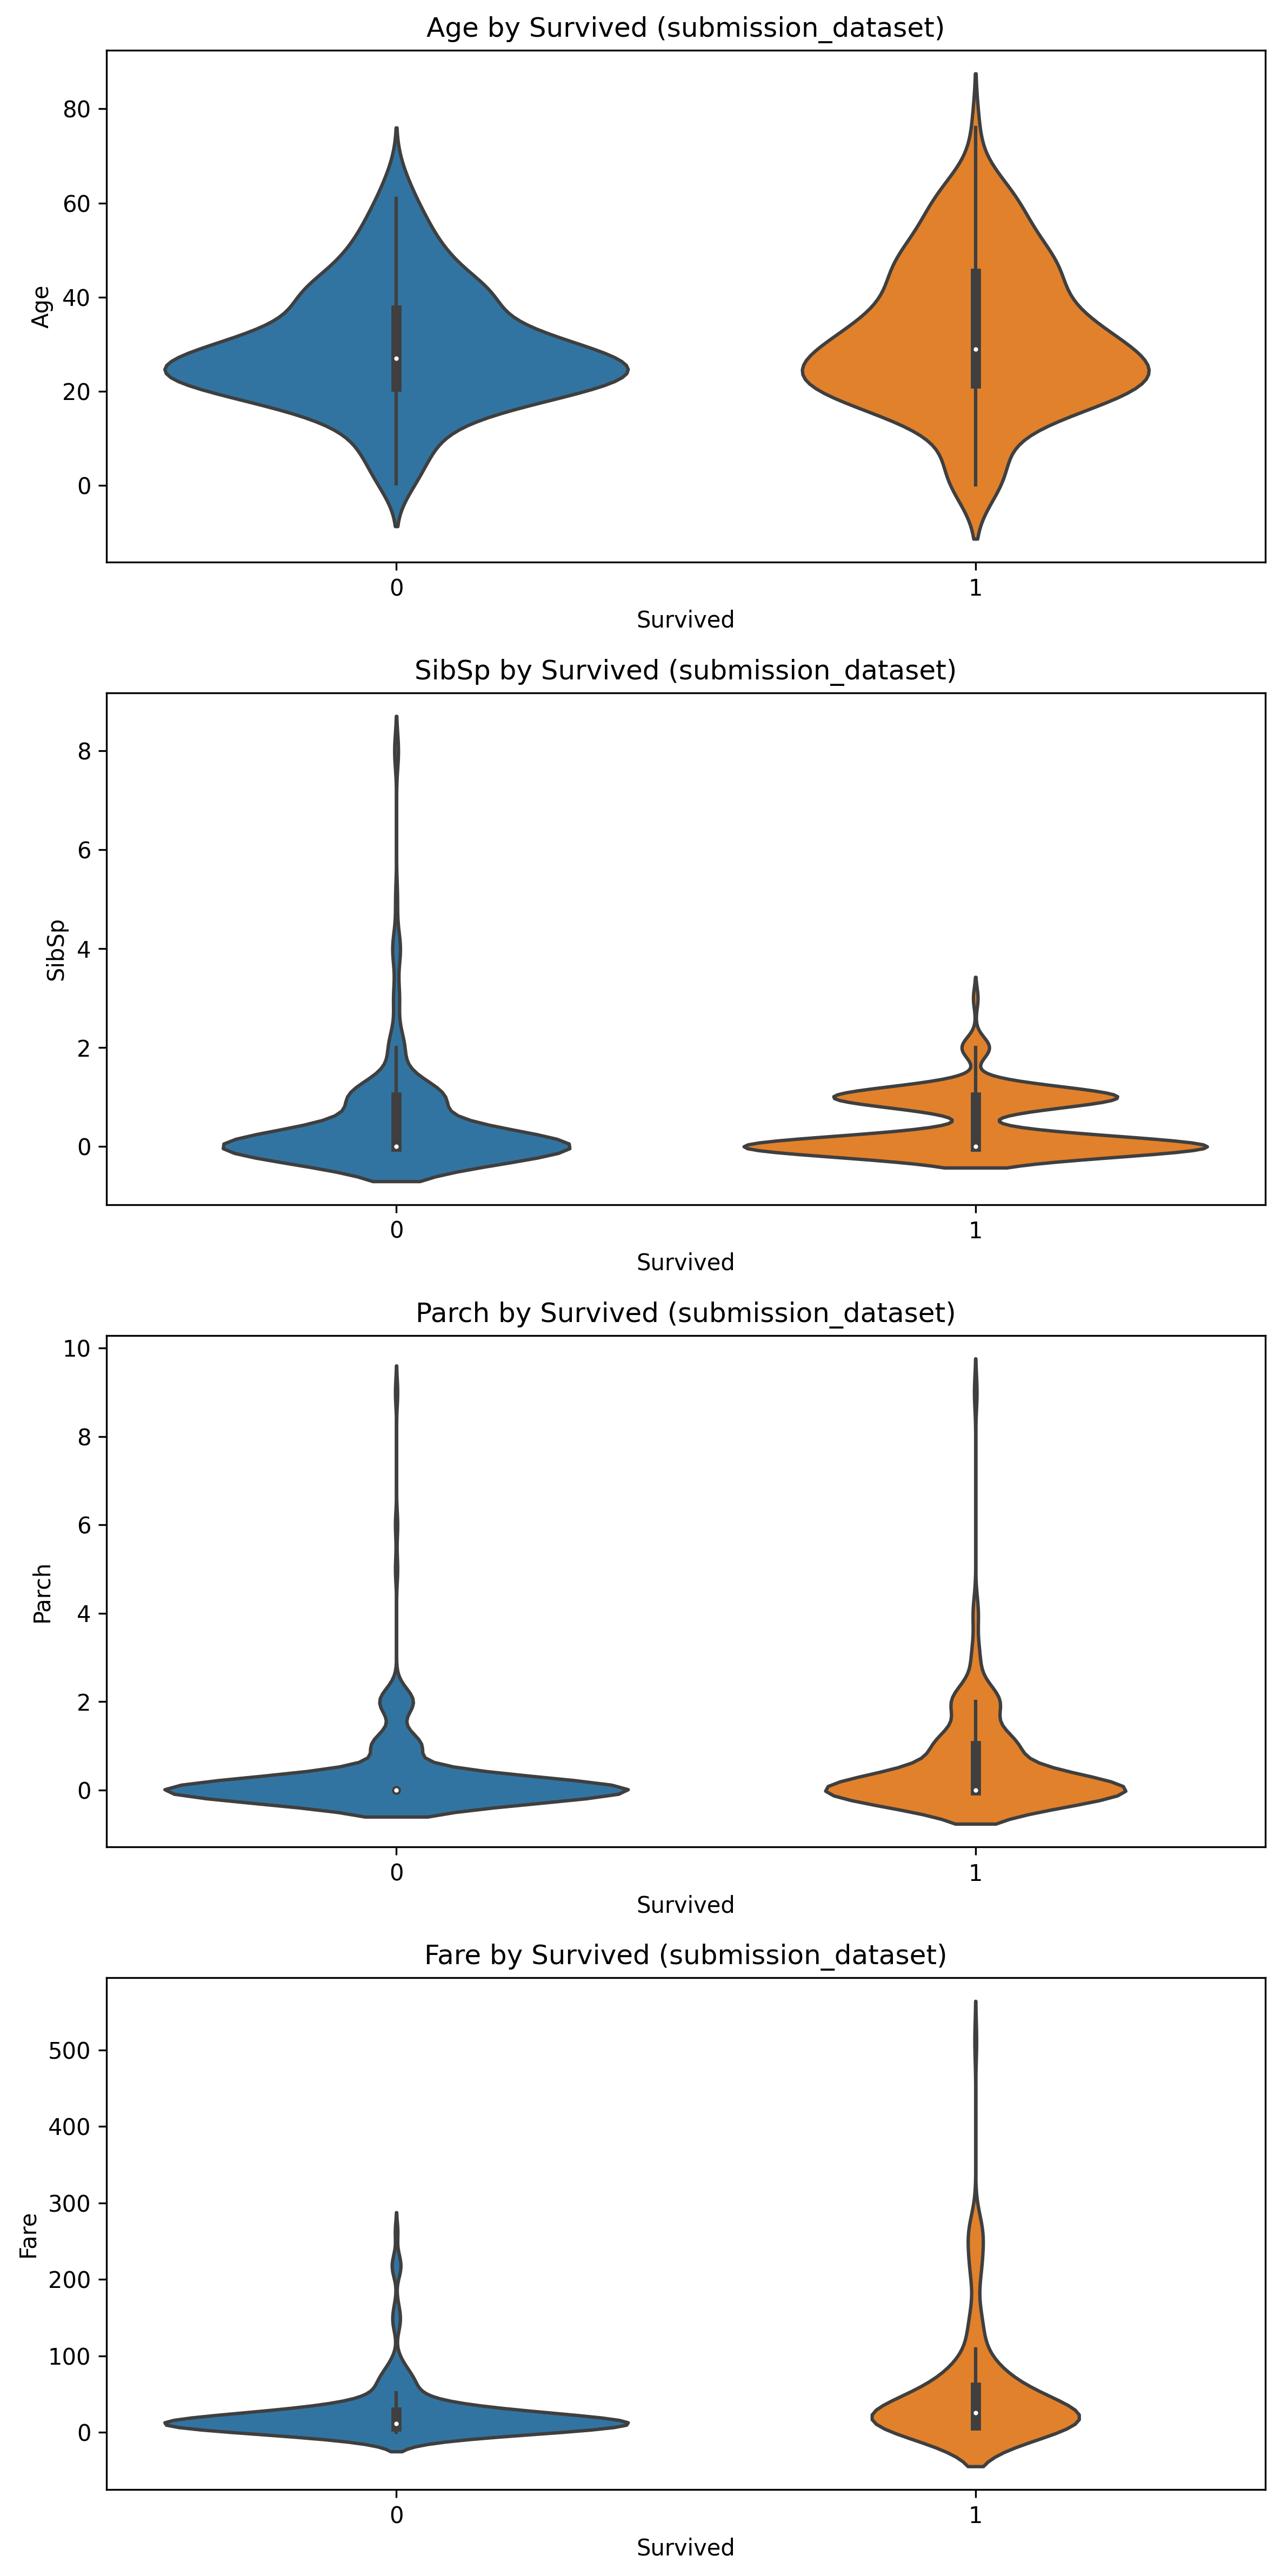 Age by Survived (submission_dataset)
80
60
40
20
0
Age
0 1
Survived
SibSp by Survived (submission_dataset)
8
6
4
2
0
SibSp
0 1
Survived
Parch by Survived (submission_dataset)
10
8
6
4
2
0
Parch
0 1
Survived
Fare by Survived (submission_dataset)
500
400
300
200
100
0
Fare
0 1
Survived